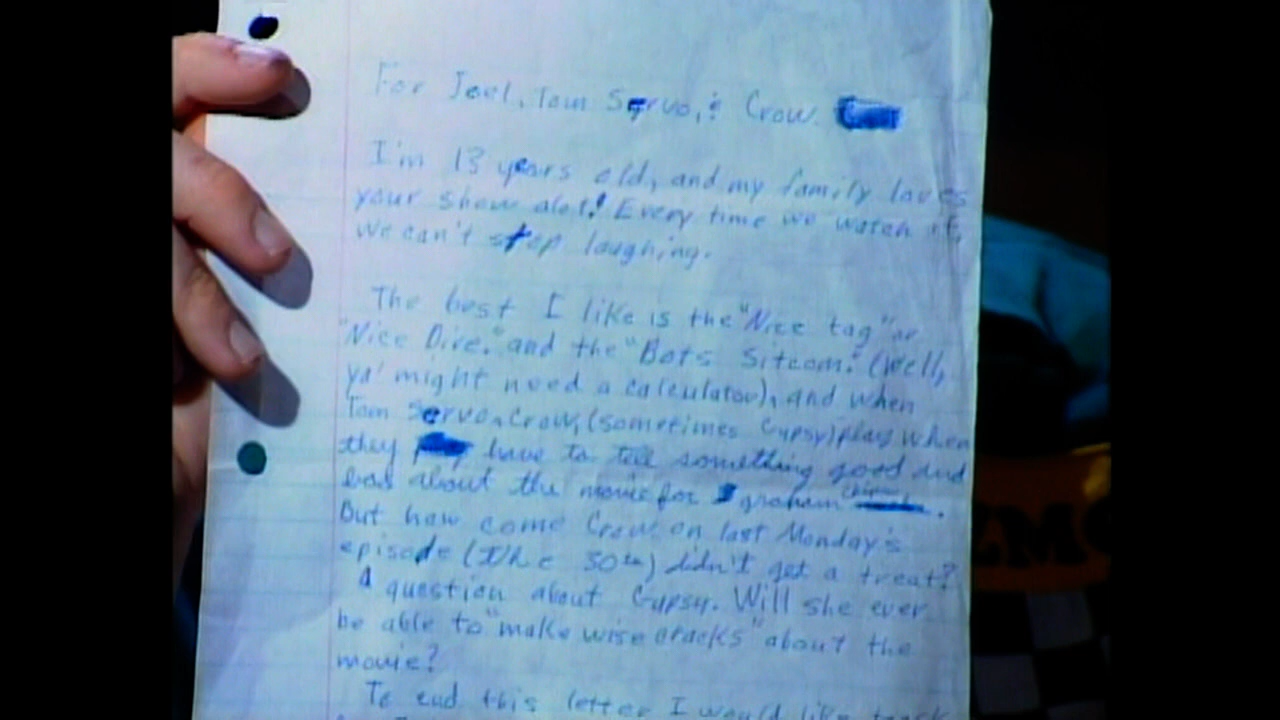 For Joel, Tom Servo, & Crow.
I'm 13 years old, and my family loves
your show alot! Every time we watch it,
we can't stop laughing.
The best I like is the "Nice tag" or
"Nice Dive." and the "Bots Sitcom." (Well,
ya' might need a calculator), and when
Tom Servo, Crow, (sometimes Gypsy) play when
they have to tell something good and
bad about the movie for graham
But how come Crow on last Monday's
episode (The 30th) didn't get a treat?
A question about Gypsy. Will she ever
be able to "make wise cracks" about the
movie?
To end this letter I would like